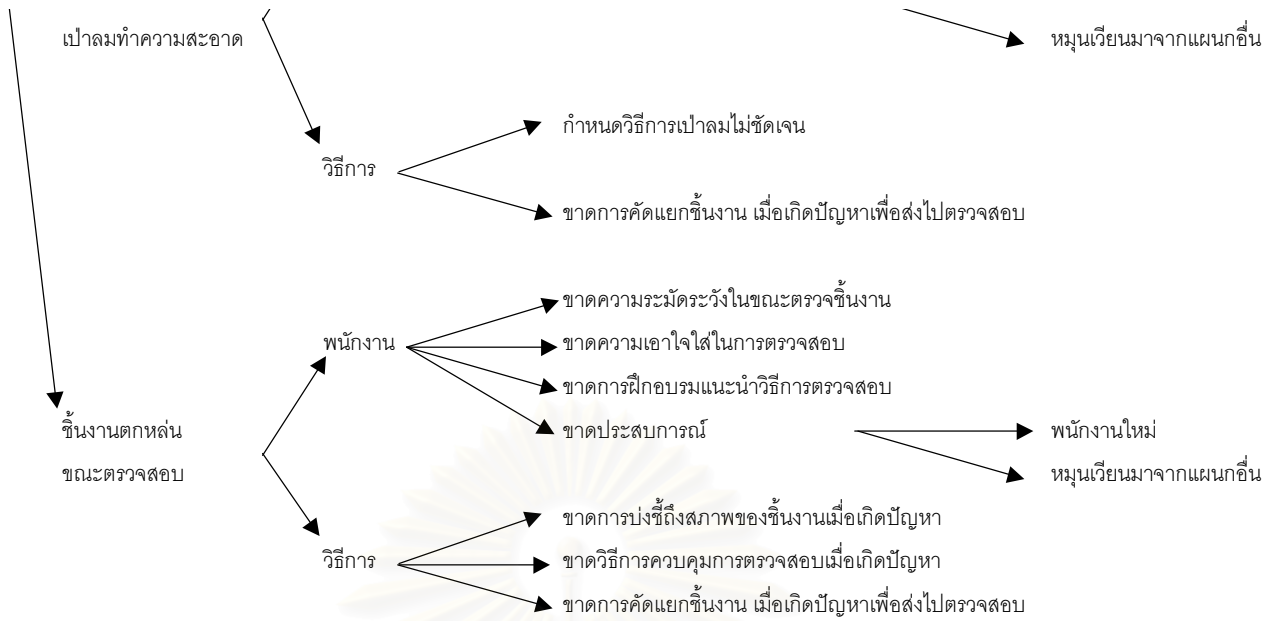 เป่าลมทำความสะอาด
หมุนเวียนมาจากแผนกอื่น
กำหนดวิธีการเป่าลมไม่ชัดเจน
วิธีการ
ขาดการคัดแยกชิ้นงาน เมื่อเกิดปัญหาเพื่อส่งไปตรวจสอบ
ขาดความระมัดระวังในขณะตรวจชิ้นงาน
พนักงาน
ขาดความเอาใจใส่ในการตรวจสอบ
ขาดการฝึกอบรมแนะนำวิธีการตรวจสอบ
ชิ้นงานตกหล่น
ขาดประสบการณ์
พนักงานใหม่
ขณะตรวจสอบ
หมุนเวียนมาจากแผนกอื่น
ขาดการบ่งชี้ถึงสภาพของชิ้นงานเมื่อเกิดปัญหา
วิธีการ
ขาดวิธีการควบคุมการตรวจสอบเมื่อเกิดปัญหา
ขาดการคัดแยกชิ้นงาน เมื่อเกิดปัญหาเพื่อส่งไปตรวจสอบ